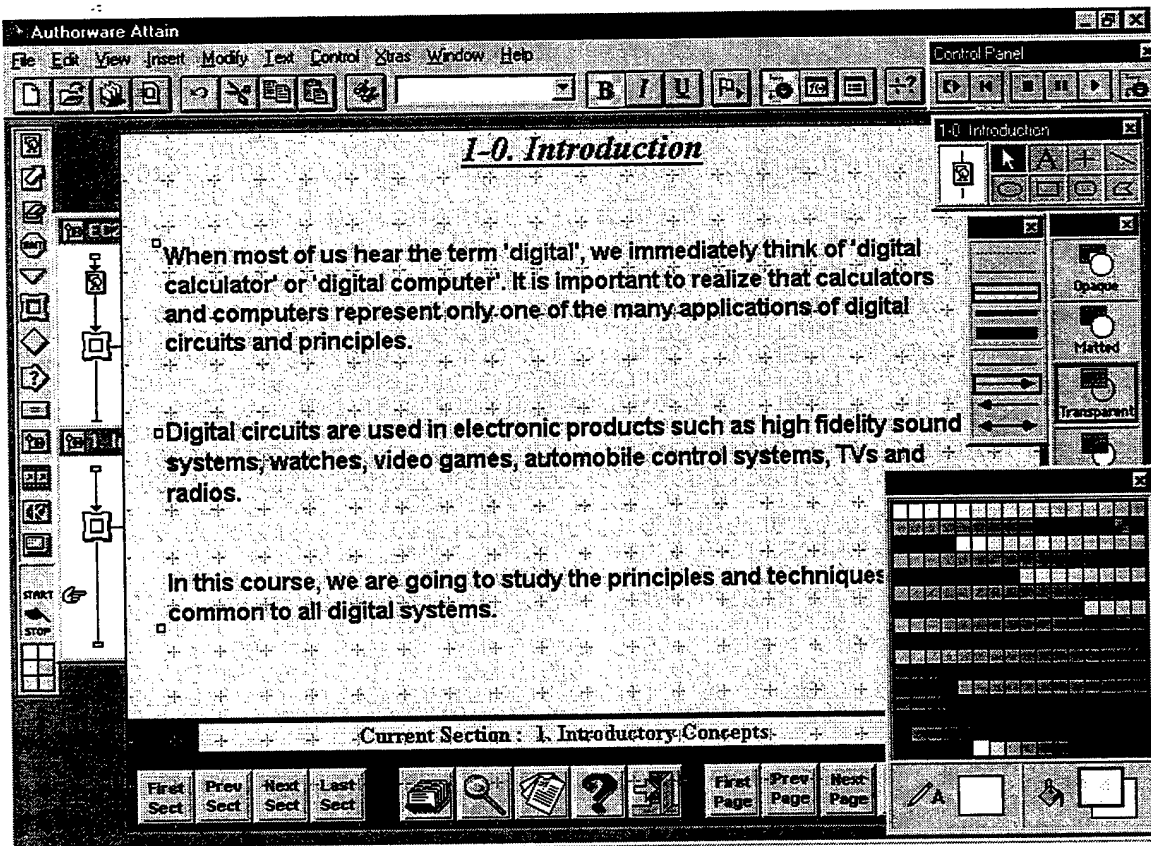 Authorware Attain
File Edit View Insert Modify Text Control Xtras Window Help
Control Panel
B I U
1-0. Introduction
1-0. Introduction
A
When most of us hear the term 'digital', we immediately think of 'digital
calculator' or 'digital computer'. It is important to realize that calculators
and computers represent only one of the many applications of digital
circuits and principles.
Opaque
Matted
Transparent
Digital circuits are used in electronic products such as high fidelity sound
systems, watches, video games, automobile control systems, TVs and
radios.
In this course, we are going to study the principles and techniques
common to all digital systems.
START
STOP
Current Section : 1. Introductory Concepts
First Sect
Prev Sect
Next Sect
Last Sect
First Page
Prev Page
Next Page
A